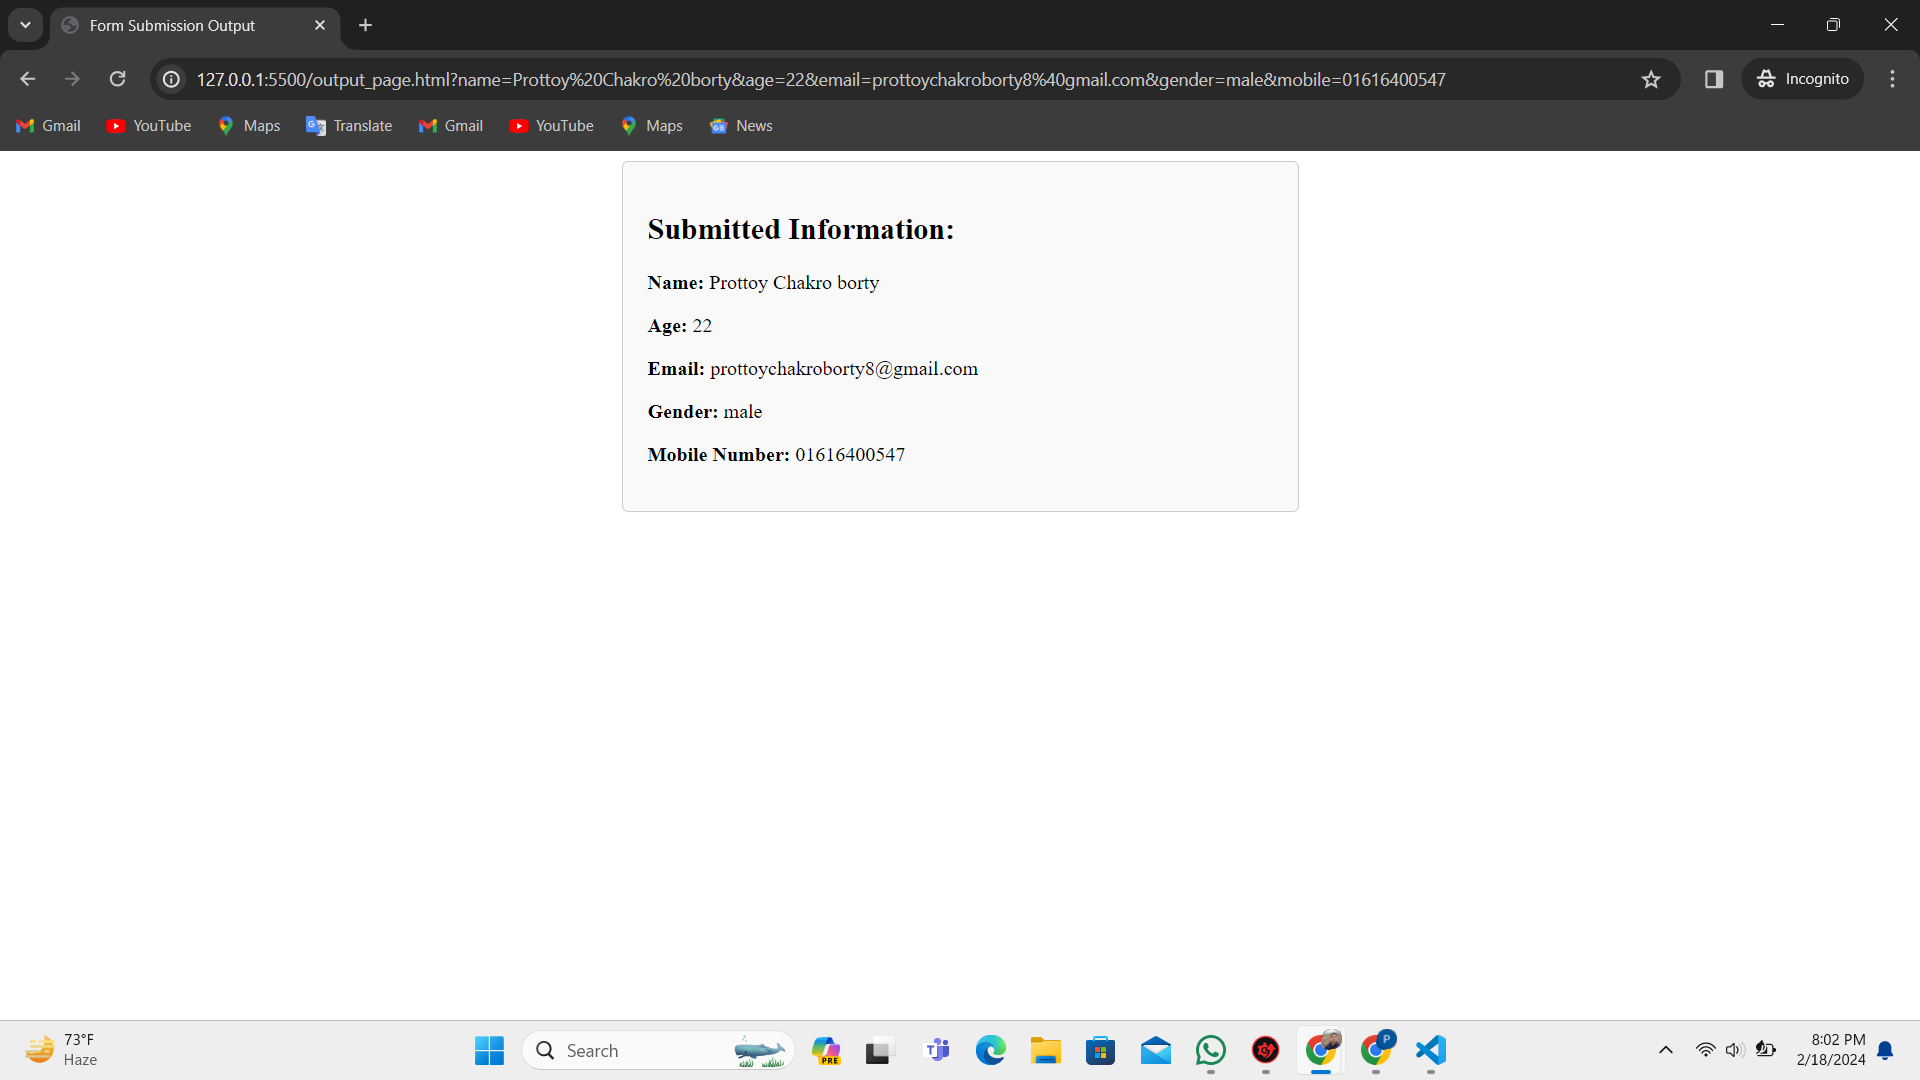 Form Submission Output
127.0.0.1:5500/output_page.html?name=Prottoy%20Chakro%20borty&age=22&email=prottoychakroborty8%40gmail.com&gender=male&mobile=01616400547
Incognito
Gmail YouTube Maps Translate Gmail YouTube Maps News
Submitted Information:
Name: Prottoy Chakro borty
Age: 22
Email: prottoychakroborty8@gmail.com
Gender: male
Mobile Number: 01616400547
73°F
Haze
Search
PRE
P
8:02 PM
2/18/2024